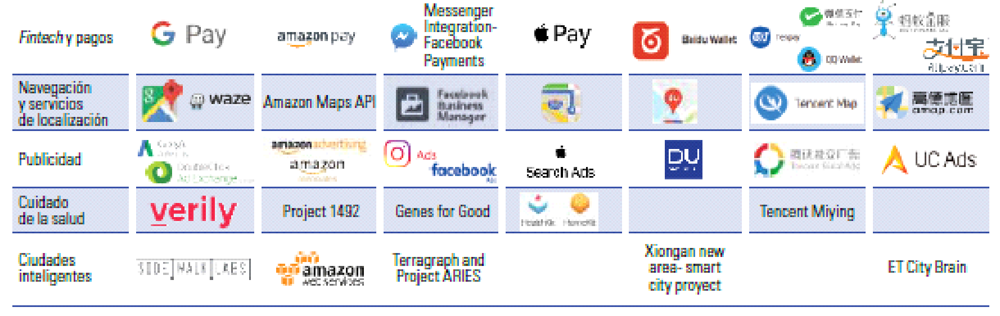 Fintech y pagos
G Pay
amazon pay
Messenger
Integration-
Facebook
Payments
Pay
Baidu Wallet
微信支付
tenpay
QQ Wallet
蚂蚁金服
支付宝
Alipay.com
Navegación
y servicios
de localización
waze
Amazon Maps API
Facebook
Business
Manager
Tencent Map
高德地图
amap.com
Publicidad
Google
DoubleClick
Ad Exchange
amazon advertising
amazon
associates
Ads
facebook
Ads
Search Ads
DU
腾讯社交广告
Tencent Social Ads
UC Ads
Cuidado
de la salud
verily
Project 1492
Genes for Good
HealthKit HomeKit
Tencent Miying
Ciudades
inteligentes
SIDEWALK LABS
amazon
web services
Terragraph and
Project ARIES
Xiongan new
area- smart
city proyect
ET City Brain